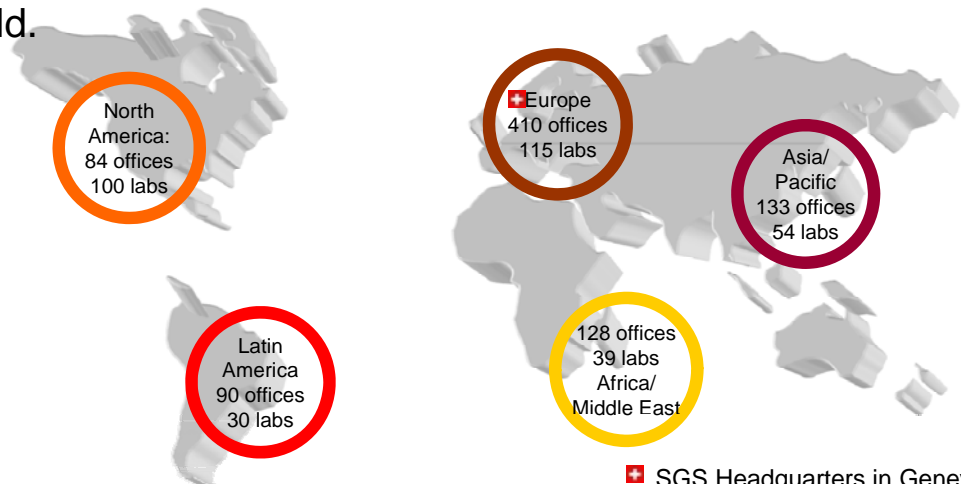 ld.
North
America:
84 offices
100 labs
Europe
410 offices
115 labs
Asia/
Pacific
133 offices
54 labs
Latin
America
90 offices
30 labs
128 offices
39 labs
Africa/
Middle East
SGS Headquarters in Gene